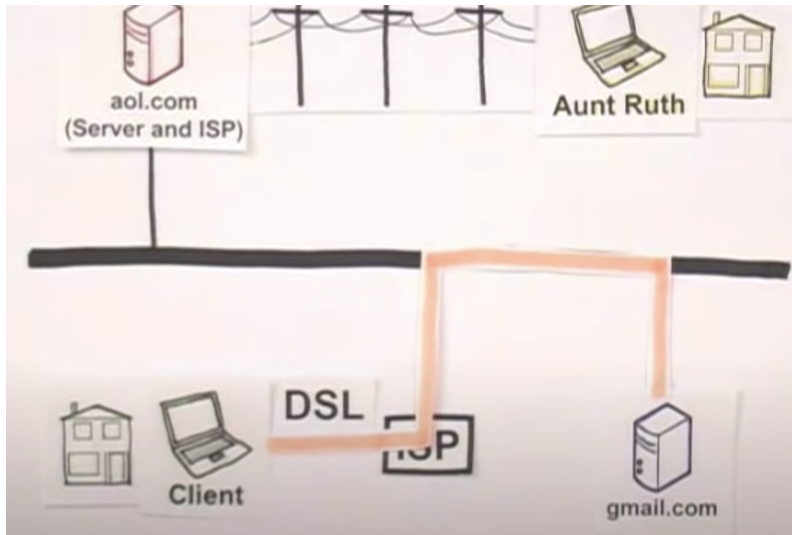 aol.com
(Server and ISP)
Aunt Ruth
DSL
ISP
Client
gmail.com